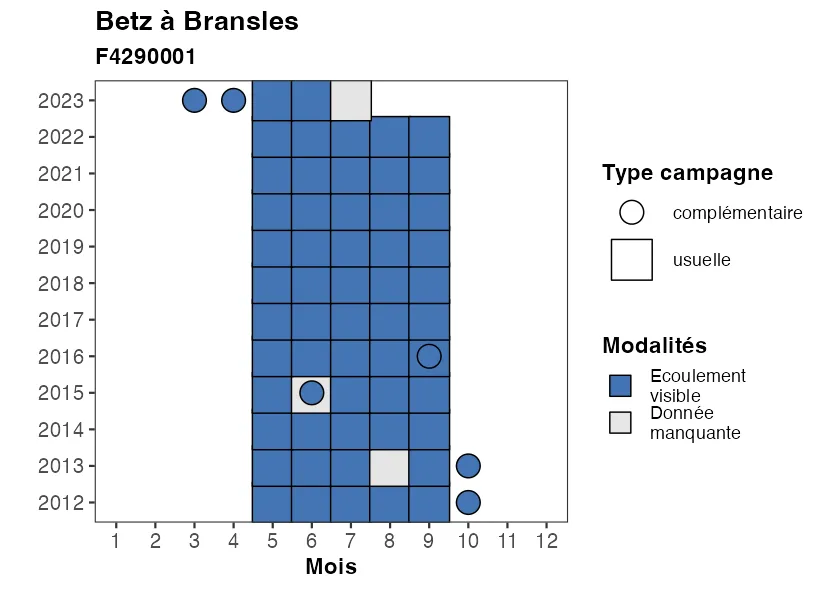 Betz à Bransles
F4290001
2023
2022
2021
2020
2019
2018
2017
2016
2015
2014
2013
2012
1 2 3 4 5 6 7 8 9 10 11 12
Mois
Type campagne
complémentaire
usuelle
Modalités
Ecoulement
visible
Donnée
manquante